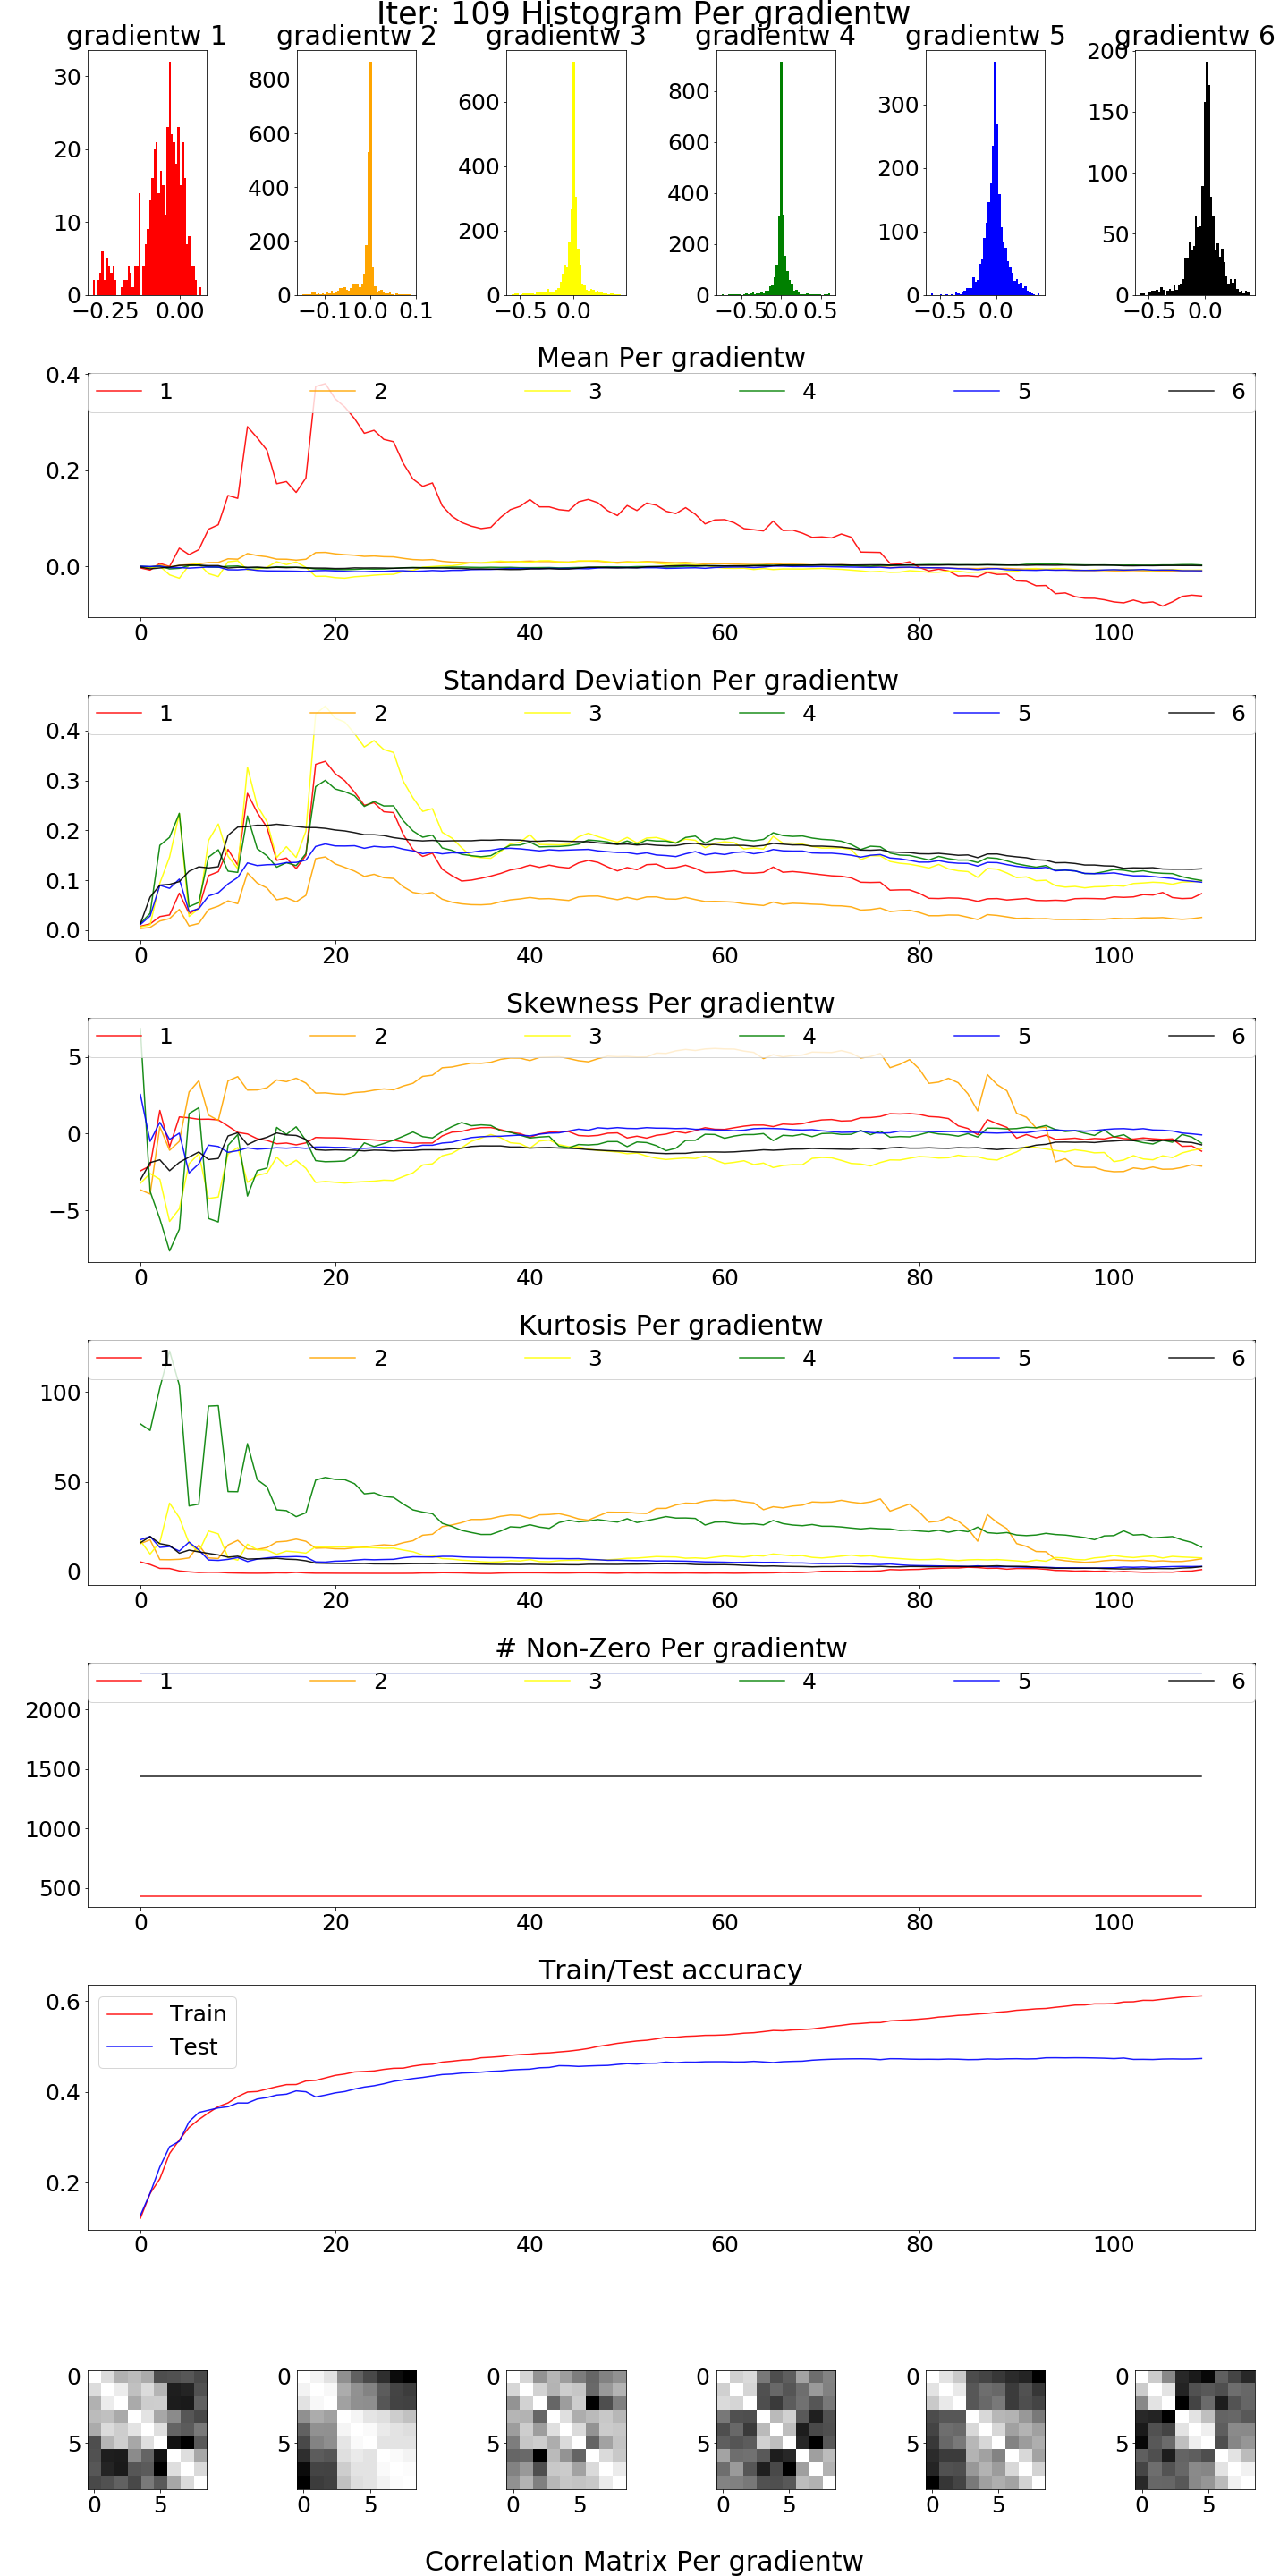 Iter: 109 Histogram Per gradientw
gradientw 1 gradientw 2 gradientw 3 gradientw 4 gradientw 5 gradientw 6
30
20
10
0
−0.25 0.00
800
600
400
200
0
−0.1 0.0 0.1
600
400
200
0
−0.5 0.0
800
600
400
200
0
−0.5 0.0 0.5
300
200
100
0
−0.5 0.0
200
150
100
50
0
−0.5 0.0
Mean Per gradientw
1 2 3 4 5 6
0.4
0.2
0.0
0 20 40 60 80 100
Standard Deviation Per gradientw
1 2 3 4 5 6
0.4
0.3
0.2
0.1
0.0
0 20 40 60 80 100
Skewness Per gradientw
1 2 3 4 5 6
5
0
−5
0 20 40 60 80 100
Kurtosis Per gradientw
1 2 3 4 5 6
100
50
0
0 20 40 60 80 100
# Non-Zero Per gradientw
1 2 3 4 5 6
2000
1500
1000
500
0 20 40 60 80 100
Train/Test accuracy
Train
Test
0.6
0.4
0.2
0 20 40 60 80 100
0 0 0 0 0 0
5 5 5 5 5 5
0 5 0 5 0 5 0 5 0 5 0 5
Correlation Matrix Per gradientw